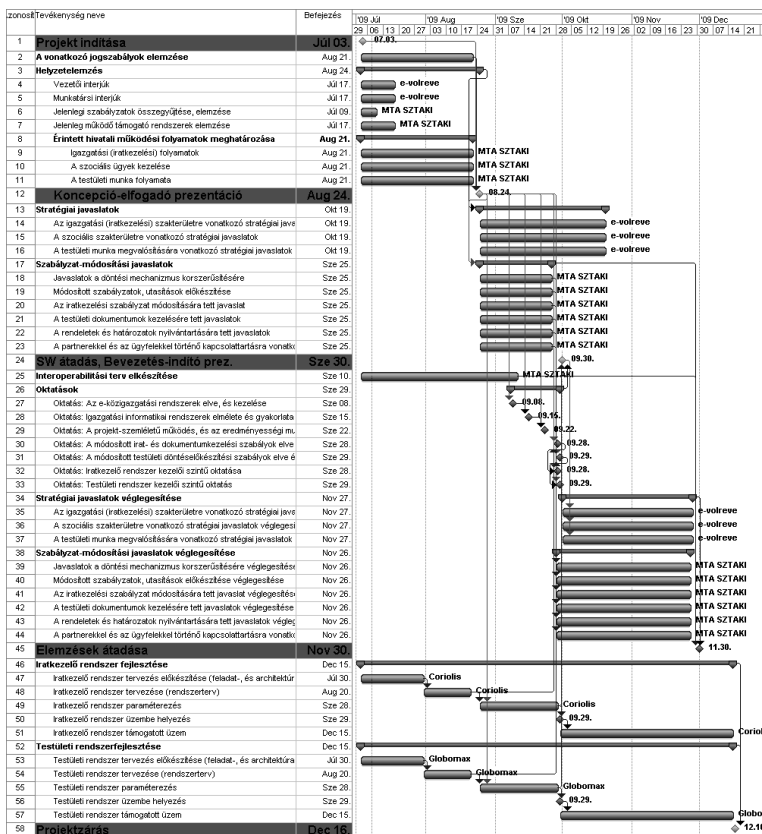 Azonosít Tevékenység neve Befejezés '09 Júl '09 Aug '09 Sze '09 Okt '09 Nov '09 Dec
29 06 13 20 27 03 10 17 24 31 07 14 21 28 05 12 19 26 02 09 16 23 30 07 14 21
1 Projekt indítása Júl 03. 07.03.
2 A vonatkozó jogszabályok elemzése Aug 21.
3 Helyzetelemzés Aug 24.
4 Vezetői interjúk Júl 17. e-volreve
5 Munkatársi interjúk Júl 17. e-volreve
6 Jelenlegi szabályzatok összegyűjtése, elemzése Júl 09. MTA SZTAKI
7 Jelenleg működő támogató rendszerek elemzése Júl 17. MTA SZTAKI
8 Érintett hivatali működési folyamatok meghatározása Aug 21.
9 Igazgatási (iratkezelési) folyamatok Aug 21. MTA SZTAKI
10 A szociális ügyek kezelése Aug 21. MTA SZTAKI
11 A testületi munka folyamata Aug 21. MTA SZTAKI
12 Koncepció-elfogadó prezentáció Aug 24. 08.24.
13 Stratégiai javaslatok Okt 19.
14 Az igazgatási (iratkezelési) szakterületre vonatkozó stratégiai java Okt 19. e-volreve
15 A szociális szakterületre vonatkozó stratégiai javaslatok Okt 19. e-volreve
16 A testületi munka megvalósítására vonatkozó stratégiai javaslatok Okt 19. e-volreve
17 Szabályzat-módosítási javaslatok Sze 25.
18 Javaslatok a döntési mechanizmus korszerűsítésére Sze 25. MTA SZTAKI
19 Módosított szabályzatok, utasítások előkészítése Sze 25. MTA SZTAKI
20 Az iratkezelési szabályzat módosítására tett javaslat Sze 25. MTA SZTAKI
21 A testületi dokumentumok kezelésére tett javaslatok Sze 25. MTA SZTAKI
22 A rendeletek és határozatok nyilvántartására tett javaslatok Sze 25. MTA SZTAKI
23 A partnerekkel és az ügyfelekkel történő kapcsolattartásra vonatko Sze 25. MTA SZTAKI
24 SW átadás, Bevezetés-indító prez. Sze 30. 09.30.
25 Interoperabilitási terv elkészítése Sze 10. MTA SZTAKI
26 Oktatások Sze 29.
27 Oktatás: Az e-közigazgatási rendszerek elve, és kezelése Sze 08. 09.08.
28 Oktatás: Igazgatási informatikai rendszerek elmélete és gyakorlata Sze 15. 09.15.
29 Oktatás: A projekt-szemléletű működés, és az eredményességi mu Sze 22. 09.22.
30 Oktatás: A módosított irat- és dokumentumkezelési szabályok elve Sze 28. 09.28.
31 Oktatás: A módosított testületi döntéselőkészítési szabályok elve é Sze 29. 09.29.
32 Oktatás: Iratkezelő rendszer kezelői szintű oktatása Sze 28. 09.28.
33 Oktatás: Testületi rendszer kezelői szintű oktatás Sze 29. 09.29.
34 Stratégiai javaslatok véglegesítése Nov 27.
35 Az igazgatási (iratkezelési) szakterületre vonatkozó stratégiai java Nov 27. e-volreve
36 A szociális szakterületre vonatkozó stratégiai javaslatok véglegesí Nov 27. e-volreve
37 A testületi munka megvalósítására vonatkozó stratégiai javaslatok Nov 27. e-volreve
38 Szabályzat-módosítási javaslatok véglegesítése Nov 26.
39 Javaslatok a döntési mechanizmus korszerűsítésére véglegesítése Nov 26. MTA SZTAKI
40 Módosított szabályzatok, utasítások előkészítése véglegesítése Nov 26. MTA SZTAKI
41 Az iratkezelési szabályzat módosítására tett javaslat véglegesítése Nov 26. MTA SZTAKI
42 A testületi dokumentumok kezelésére tett javaslatok véglegesítése Nov 26. MTA SZTAKI
43 A rendeletek és határozatok nyilvántartására tett javaslatok végleg Nov 26. MTA SZTAKI
44 A partnerekkel és az ügyfelekkel történő kapcsolattartásra vonatko Nov 26. MTA SZTAKI
45 Elemzések átadása Nov 30. 11.30.
46 Iratkezelő rendszer fejlesztése Dec 15.
47 Iratkezelő rendszer tervezés előkészítése (feladat-, és architektúr Júl 30. Coriolis
48 Iratkezelő rendszer tervezése (rendszerterv) Aug 20. Coriolis
49 Iratkezelő rendszer paraméterezés Sze 28. Coriolis
50 Iratkezelő rendszer üzembe helyezés Sze 29. 09.29.
51 Iratkezelő rendszer támogatott üzem Dec 15. Coriol
52 Testületi rendszerfejlesztése Dec 15.
53 Testületi rendszer tervezés előkészítése (feladat-, és architektúra Júl 30. Globomax
54 Testületi rendszer tervezése (rendszerterv) Aug 20. Globomax
55 Testületi rendszer paraméterezés Sze 28. Globomax
56 Testületi rendszer üzembe helyezés Sze 29. 09.29.
57 Testületi rendszer támogatott üzem Dec 15. Globo
58 Projektzárás Dec 16. 12.16